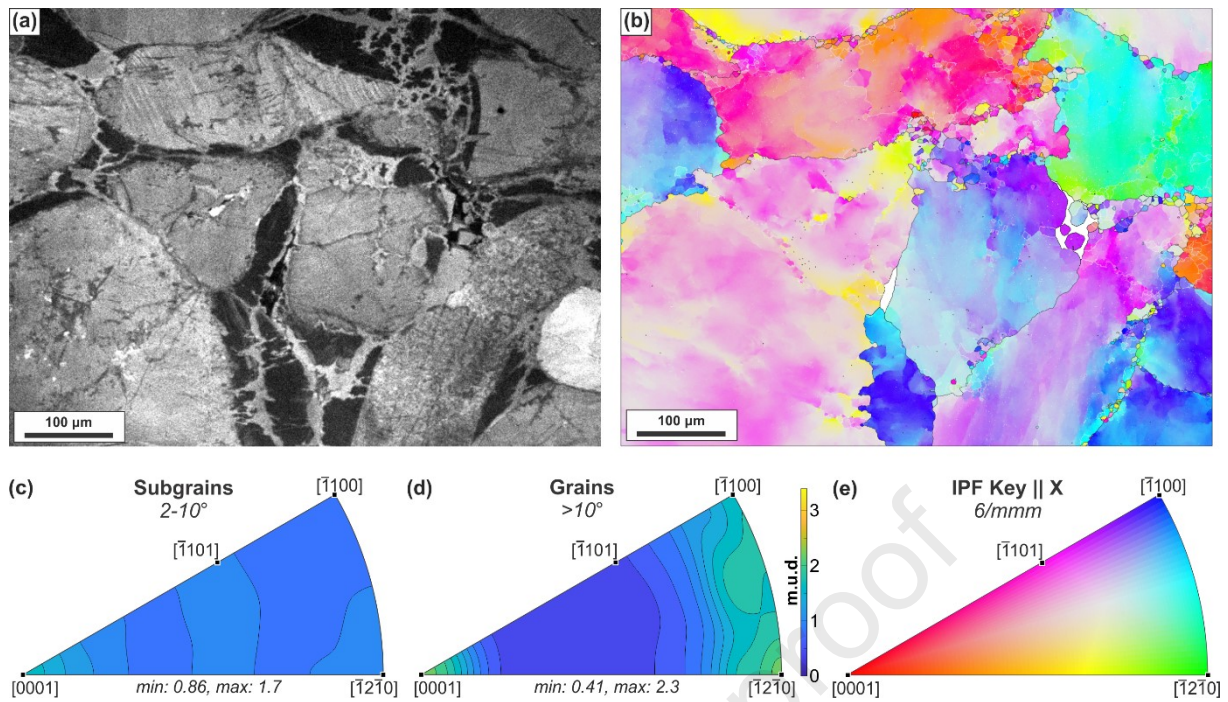 (a)
100 µm
(b)
100 µm
(c)
Subgrains
2-10°
[1̄100]
[1̄101]
[0001]
min: 0.86, max: 1.7
[1̄21̄0]
(d)
Grains
>10°
[1̄100]
[1̄101]
[0001]
min: 0.41, max: 2.3
[1̄21̄0]
3
2
1
0
m.u.d.
(e)
IPF Key || X
6/mmm
[1̄100]
[1̄101]
[0001]
[1̄21̄0]
proof